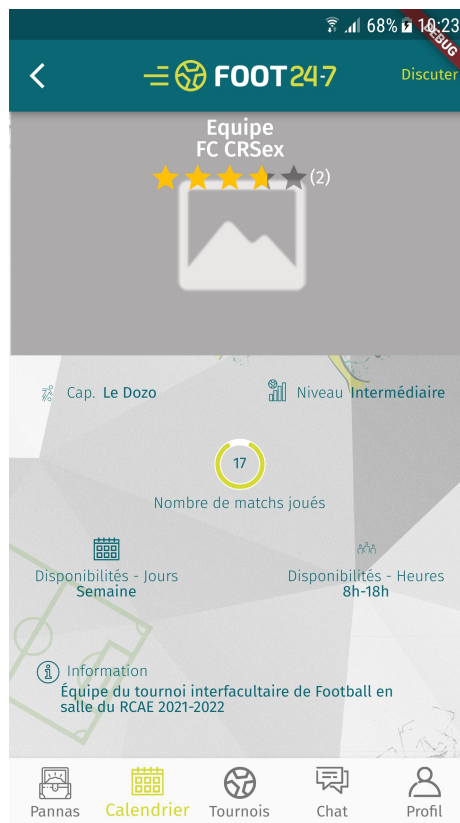 68% 10:23
DEBUG
FOOT 24-7
Discuter
Equipe
FC CRSex
(2)
Cap. Le Dozo
Niveau Intermédiaire
17
Nombre de matchs joués
Disponibilités - Jours
Semaine
Disponibilités - Heures
8h-18h
Information
Équipe du tournoi interfacultaire de Football en
salle du RCAE 2021-2022
Pannas
Calendrier
Tournois
Chat
Profil